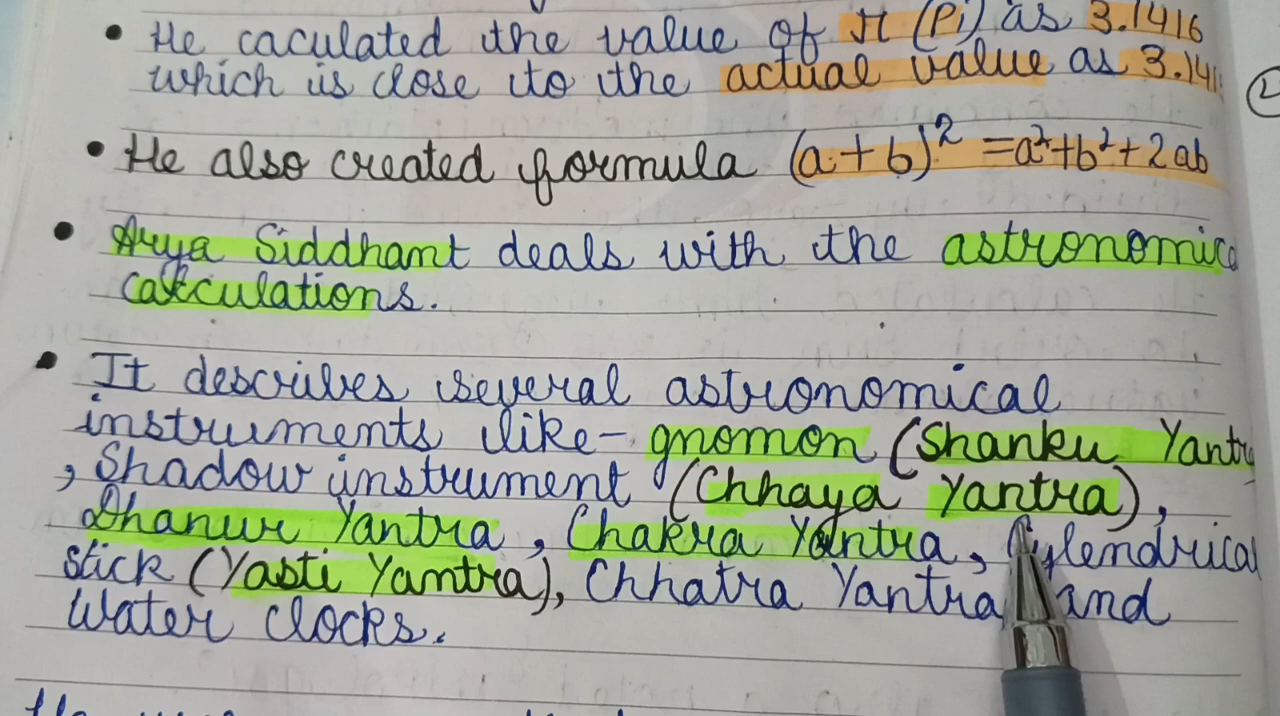 • He caculated the value of π (Pi) as 3.1416
which is close to the actual value as 3.141
• He also created formula (a+b)² = a²+b²+2ab
• Arya Siddhant deals with the astronomic
calculations.
• It describes several astronomical
instruments like- gnomon (Shanku Yantr
, Shadow instrument (Chhaya Yantra),
Dhanur Yantra, Chakra Yantra, Cylendrical
stick (Yasti Yantra), Chhatra Yantra and
Water clocks.